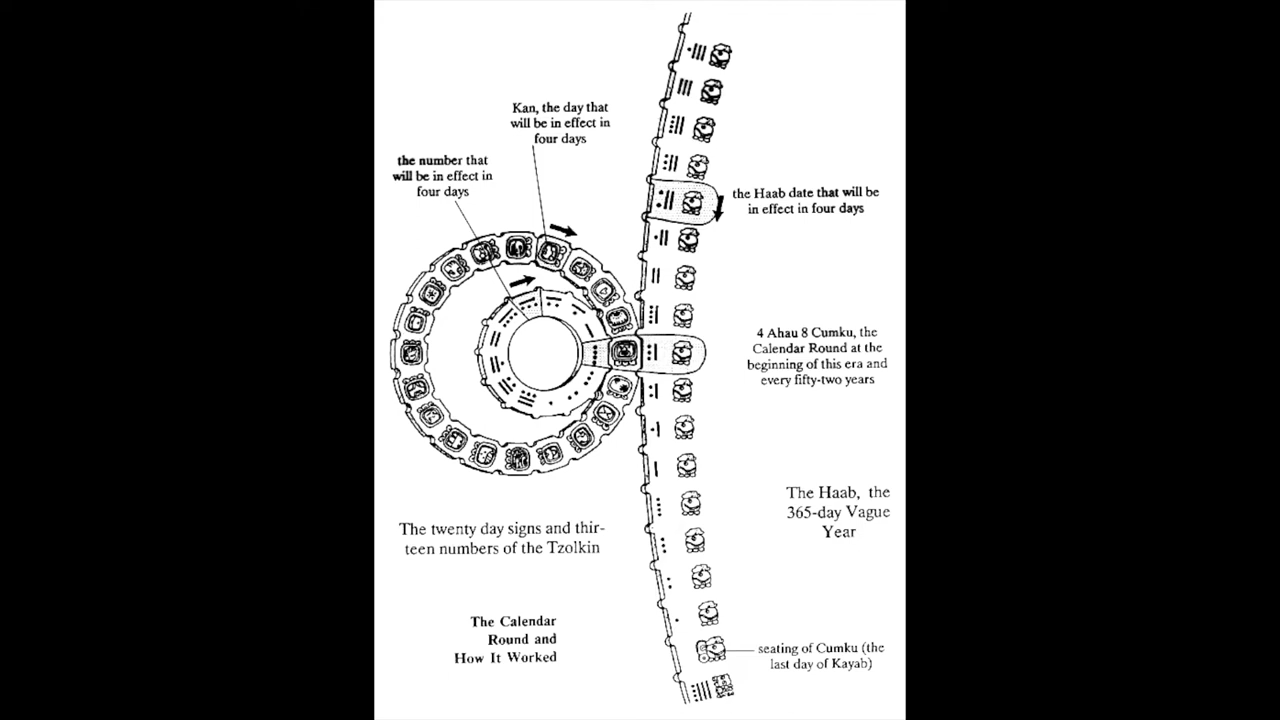 Kan, the day that
will be in effect in
four days
the number that
will be in effect in
four days
the Haab date that will be
in effect in four days
4 Ahau 8 Cumku, the
Calendar Round at the
beginning of this era and
every fifty-two years
The Haab, the
365-day Vague
Year
The twenty day signs and thir-
teen numbers of the Tzolkin
The Calendar
Round and
How It Worked
seating of Cumku (the
last day of Kayab)